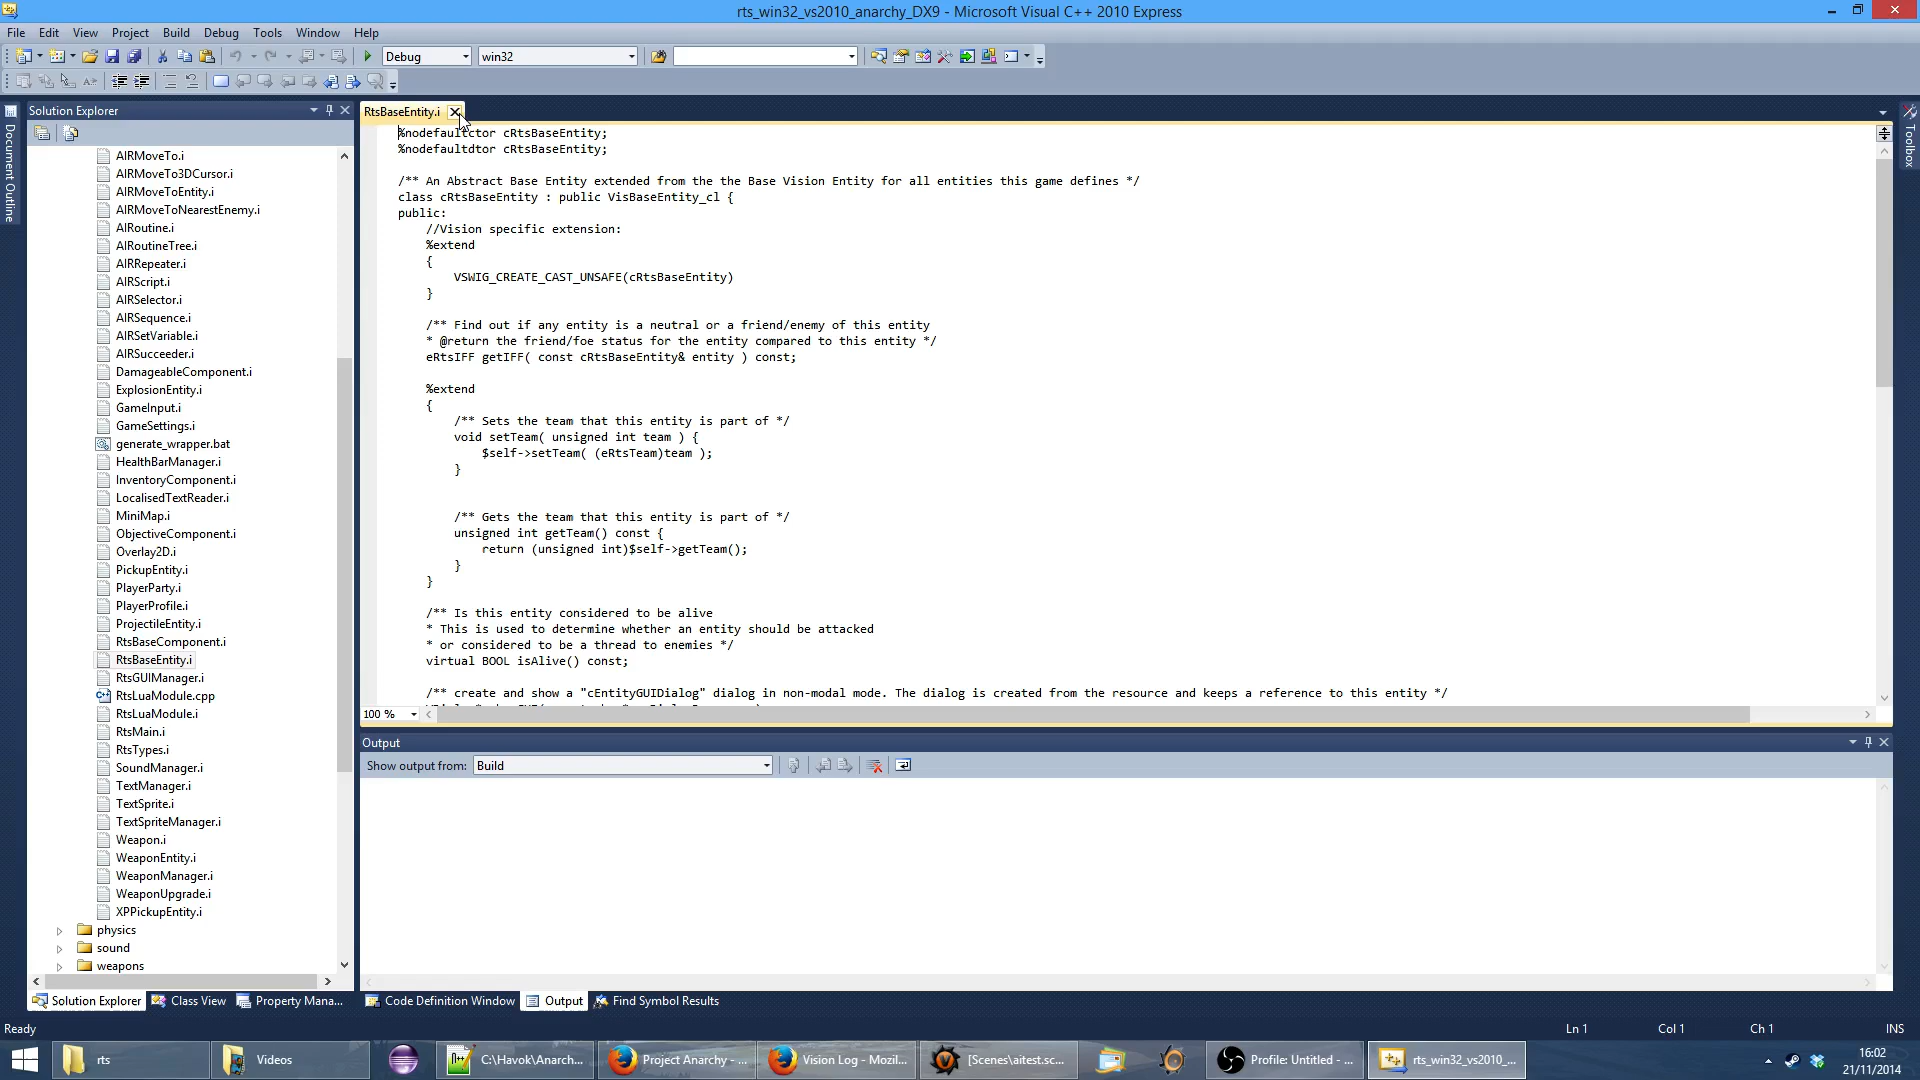 rts_win32_vs2010_anarchy_DX9 - Microsoft Visual C++ 2010 Express
File Edit View Project Build Debug Tools Window Help
Debug win32
Document Outline
Solution Explorer
AIRMoveTo.i
AIRMoveTo3DCursor.i
AIRMoveToEntity.i
AIRMoveToNearestEnemy.i
AIRoutine.i
AIRoutineTree.i
AIRRepeater.i
AIRScript.i
AIRSelector.i
AIRSequence.i
AIRSetVariable.i
AIRSucceeder.i
DamageableComponent.i
ExplosionEntity.i
GameInput.i
GameSettings.i
generate_wrapper.bat
HealthBarManager.i
InventoryComponent.i
LocalisedTextReader.i
MiniMap.i
ObjectiveComponent.i
Overlay2D.i
PickupEntity.i
PlayerParty.i
PlayerProfile.i
ProjectileEntity.i
RtsBaseComponent.i
RtsBaseEntity.i
RtsGUIManager.i
RtsLuaModule.cpp
RtsLuaModule.i
RtsMain.i
RtsTypes.i
SoundManager.i
TextManager.i
TextSprite.i
TextSpriteManager.i
Weapon.i
WeaponEntity.i
WeaponManager.i
WeaponUpgrade.i
XPPickupEntity.i
physics
sound
weapons
Solution Explorer Class View Property Mana...
RtsBaseEntity.i
%nodefaultctor cRtsBaseEntity;
%nodefaultdtor cRtsBaseEntity;
/** An Abstract Base Entity extended from the the Base Vision Entity for all entities this game defines */
class cRtsBaseEntity : public VisBaseEntity_cl {
public:
//Vision specific extension:
%extend
{
VSWIG_CREATE_CAST_UNSAFE(cRtsBaseEntity)
}
/** Find out if any entity is a neutral or a friend/enemy of this entity
* @return the friend/foe status for the entity compared to this entity */
eRtsIFF getIFF( const cRtsBaseEntity& entity ) const;
%extend
{
/** Sets the team that this entity is part of */
void setTeam( unsigned int team ) {
$self->setTeam( (eRtsTeam)team );
}
/** Gets the team that this entity is part of */
unsigned int getTeam() const {
return (unsigned int)$self->getTeam();
}
}
/** Is this entity considered to be alive
* This is used to determine whether an entity should be attacked
* or considered to be a thread to enemies */
virtual BOOL isAlive() const;
/** create and show a "cEntityGUIDialog" dialog in non-modal mode. The dialog is created from the resource and keeps a reference to this entity */
100 %
Toolbox
Output
Show output from: Build
Code Definition Window Output Find Symbol Results
Ready Ln 1 Col 1 Ch 1 INS
rts Videos C:\Havok\Anarch... Project Anarchy - ... Vision Log - Mozil... [Scenes\aitest.sc... Profile: Untitled - ... rts_win32_vs2010_...
16:02
21/11/2014